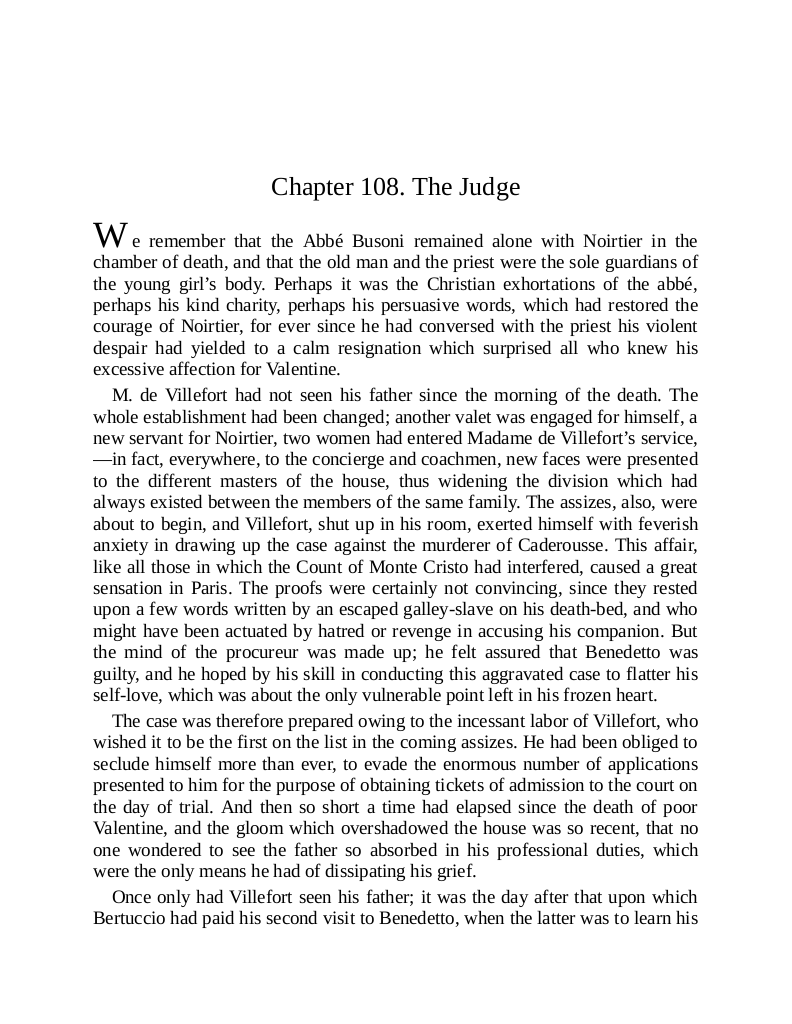 Chapter 108. The Judge
We remember that the Abbé Busoni remained alone with Noirtier in the
chamber of death, and that the old man and the priest were the sole guardians of
the young girl’s body. Perhaps it was the Christian exhortations of the abbé,
perhaps his kind charity, perhaps his persuasive words, which had restored the
courage of Noirtier, for ever since he had conversed with the priest his violent
despair had yielded to a calm resignation which surprised all who knew his
excessive affection for Valentine.
M. de Villefort had not seen his father since the morning of the death. The
whole establishment had been changed; another valet was engaged for himself, a
new servant for Noirtier, two women had entered Madame de Villefort’s service,
—in fact, everywhere, to the concierge and coachmen, new faces were presented
to the different masters of the house, thus widening the division which had
always existed between the members of the same family. The assizes, also, were
about to begin, and Villefort, shut up in his room, exerted himself with feverish
anxiety in drawing up the case against the murderer of Caderousse. This affair,
like all those in which the Count of Monte Cristo had interfered, caused a great
sensation in Paris. The proofs were certainly not convincing, since they rested
upon a few words written by an escaped galley-slave on his death-bed, and who
might have been actuated by hatred or revenge in accusing his companion. But
the mind of the procureur was made up; he felt assured that Benedetto was
guilty, and he hoped by his skill in conducting this aggravated case to flatter his
self-love, which was about the only vulnerable point left in his frozen heart.
The case was therefore prepared owing to the incessant labor of Villefort, who
wished it to be the first on the list in the coming assizes. He had been obliged to
seclude himself more than ever, to evade the enormous number of applications
presented to him for the purpose of obtaining tickets of admission to the court on
the day of trial. And then so short a time had elapsed since the death of poor
Valentine, and the gloom which overshadowed the house was so recent, that no
one wondered to see the father so absorbed in his professional duties, which
were the only means he had of dissipating his grief.
Once only had Villefort seen his father; it was the day after that upon which
Bertuccio had paid his second visit to Benedetto, when the latter was to learn his